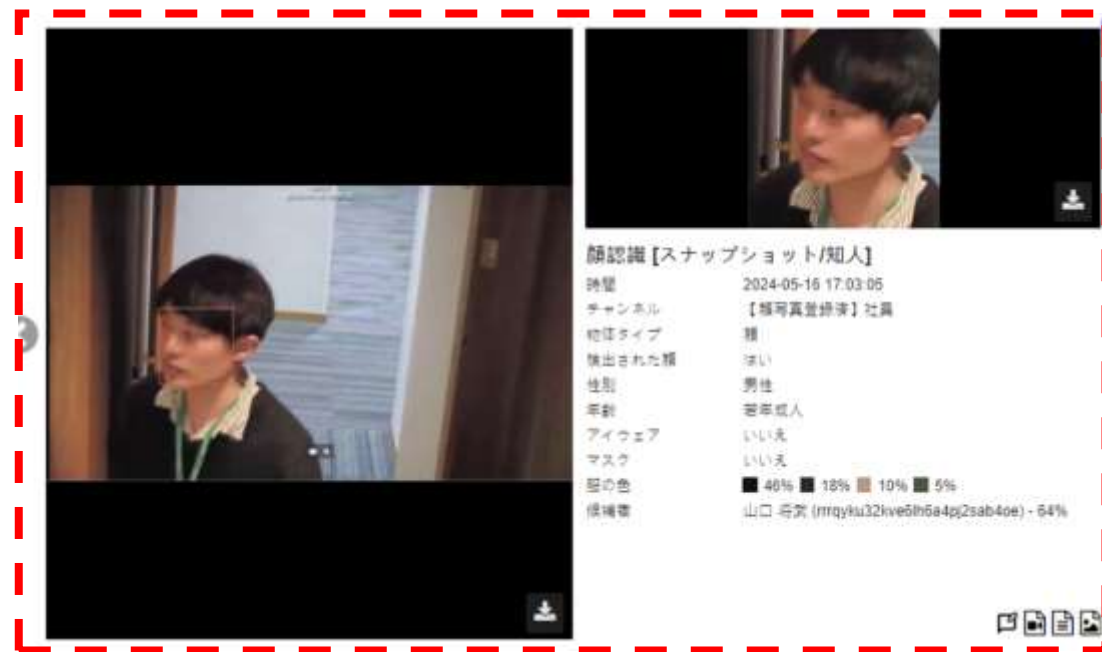 顔認識 [スナップショット/知人]
時間 2024-05-16 17:03:05
チャンネル 【顔写真登録済】社員
物体タイプ 顔
検出された顔 はい
性別 男性
年齢 若年成人
アイウェア いいえ
マスク いいえ
服の色 46% 18% 10% 5%
候補者 山口 - 64%